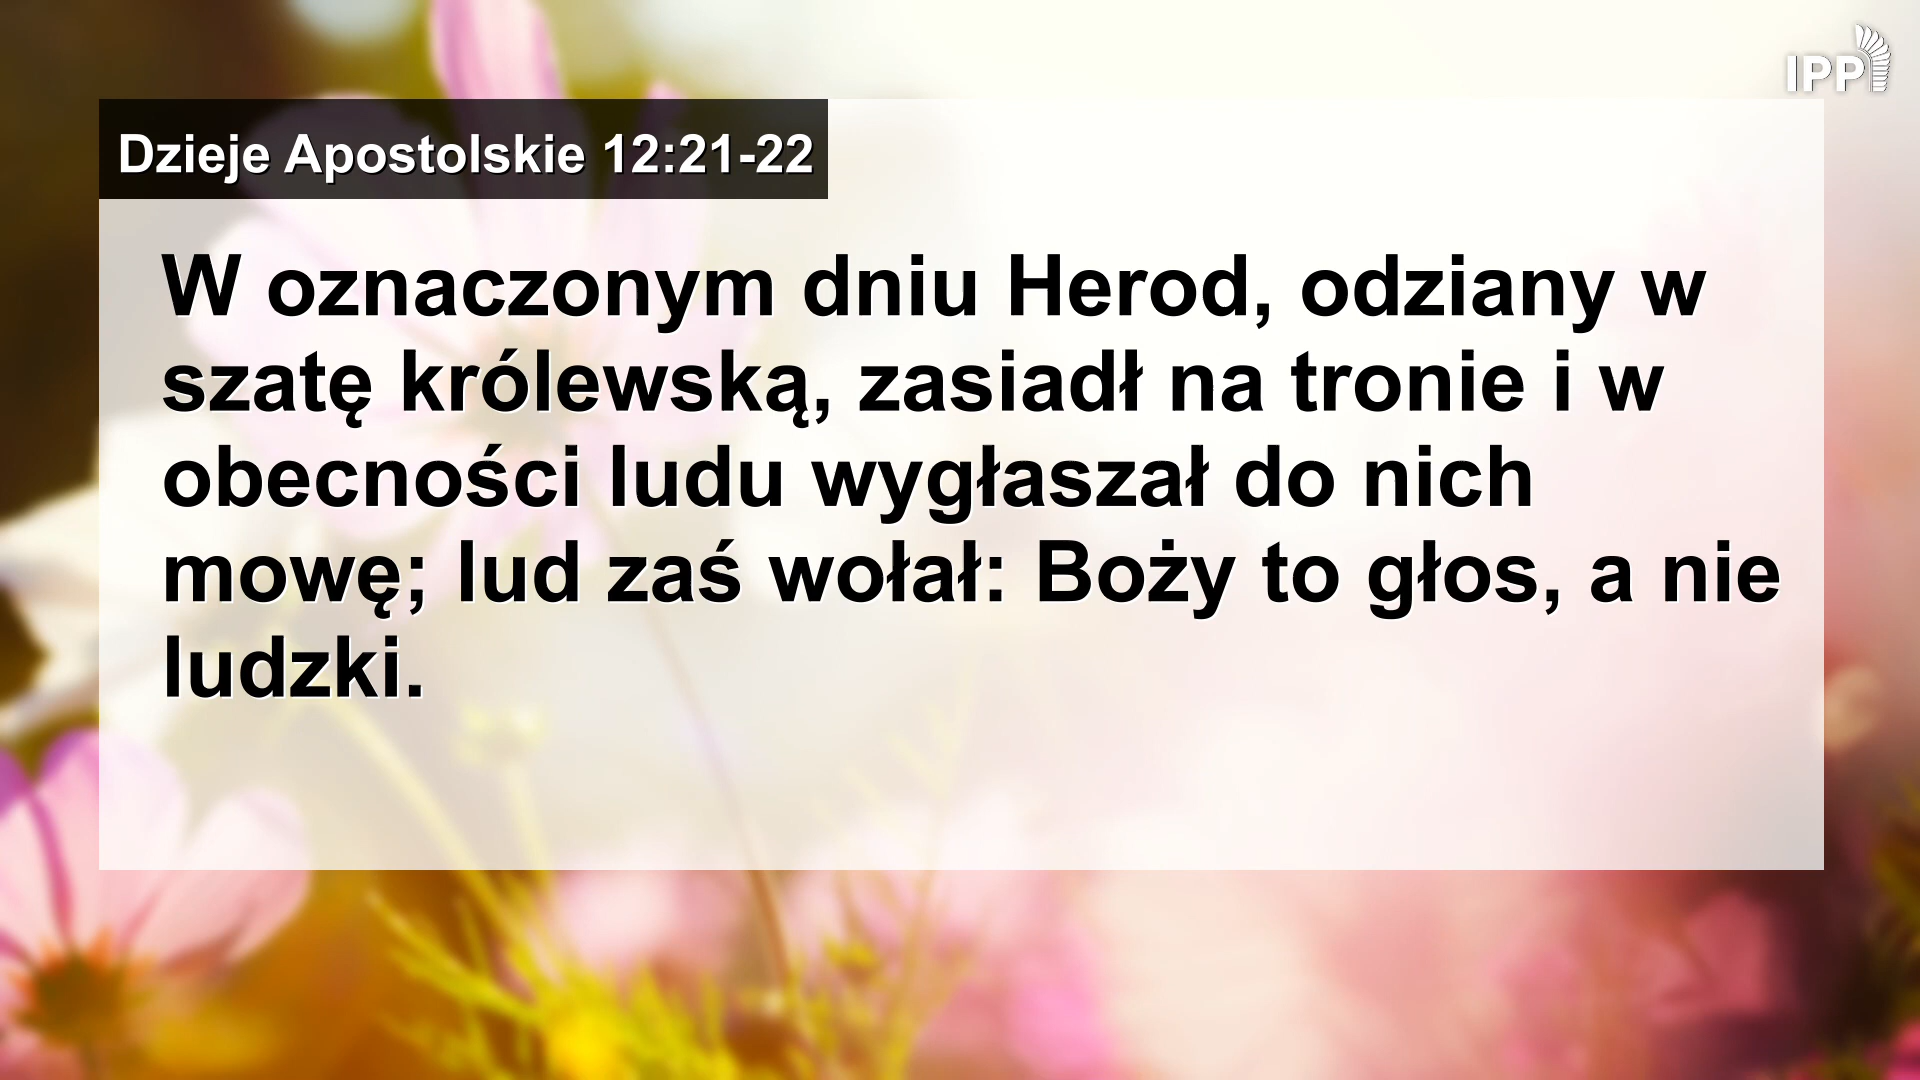 IPP
Dzieje Apostolskie 12:21-22
W oznaczonym dniu Herod, odziany w
szatę królewską, zasiadł na tronie i w
obecności ludu wygłaszał do nich
mowę; lud zaś wołał: Boży to głos, a nie
ludzki.